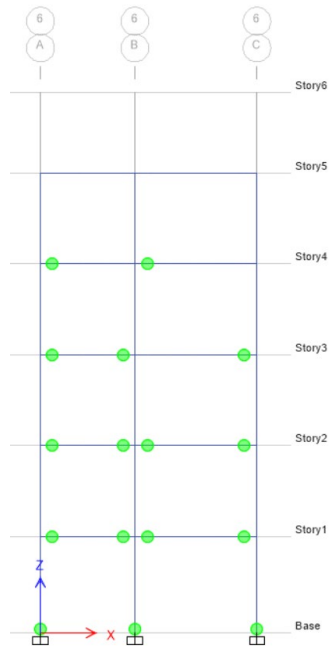 6 6 6
A B C
Story6
Story5
Story4
Story3
Story2
Story1
Z
Base
X